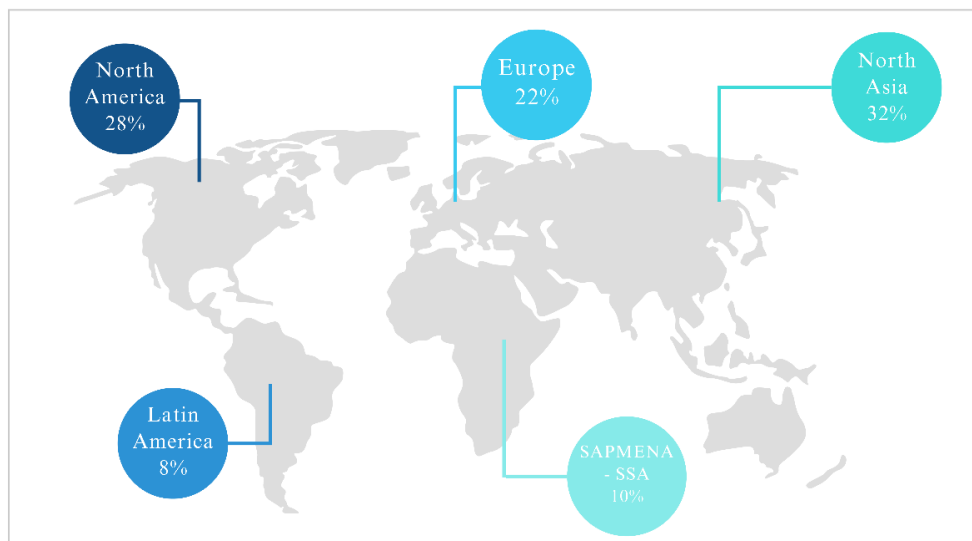 North
America
28%
Europe
22%
North
Asia
32%
Latin
America
8%
SAPMENA
- SSA
10%